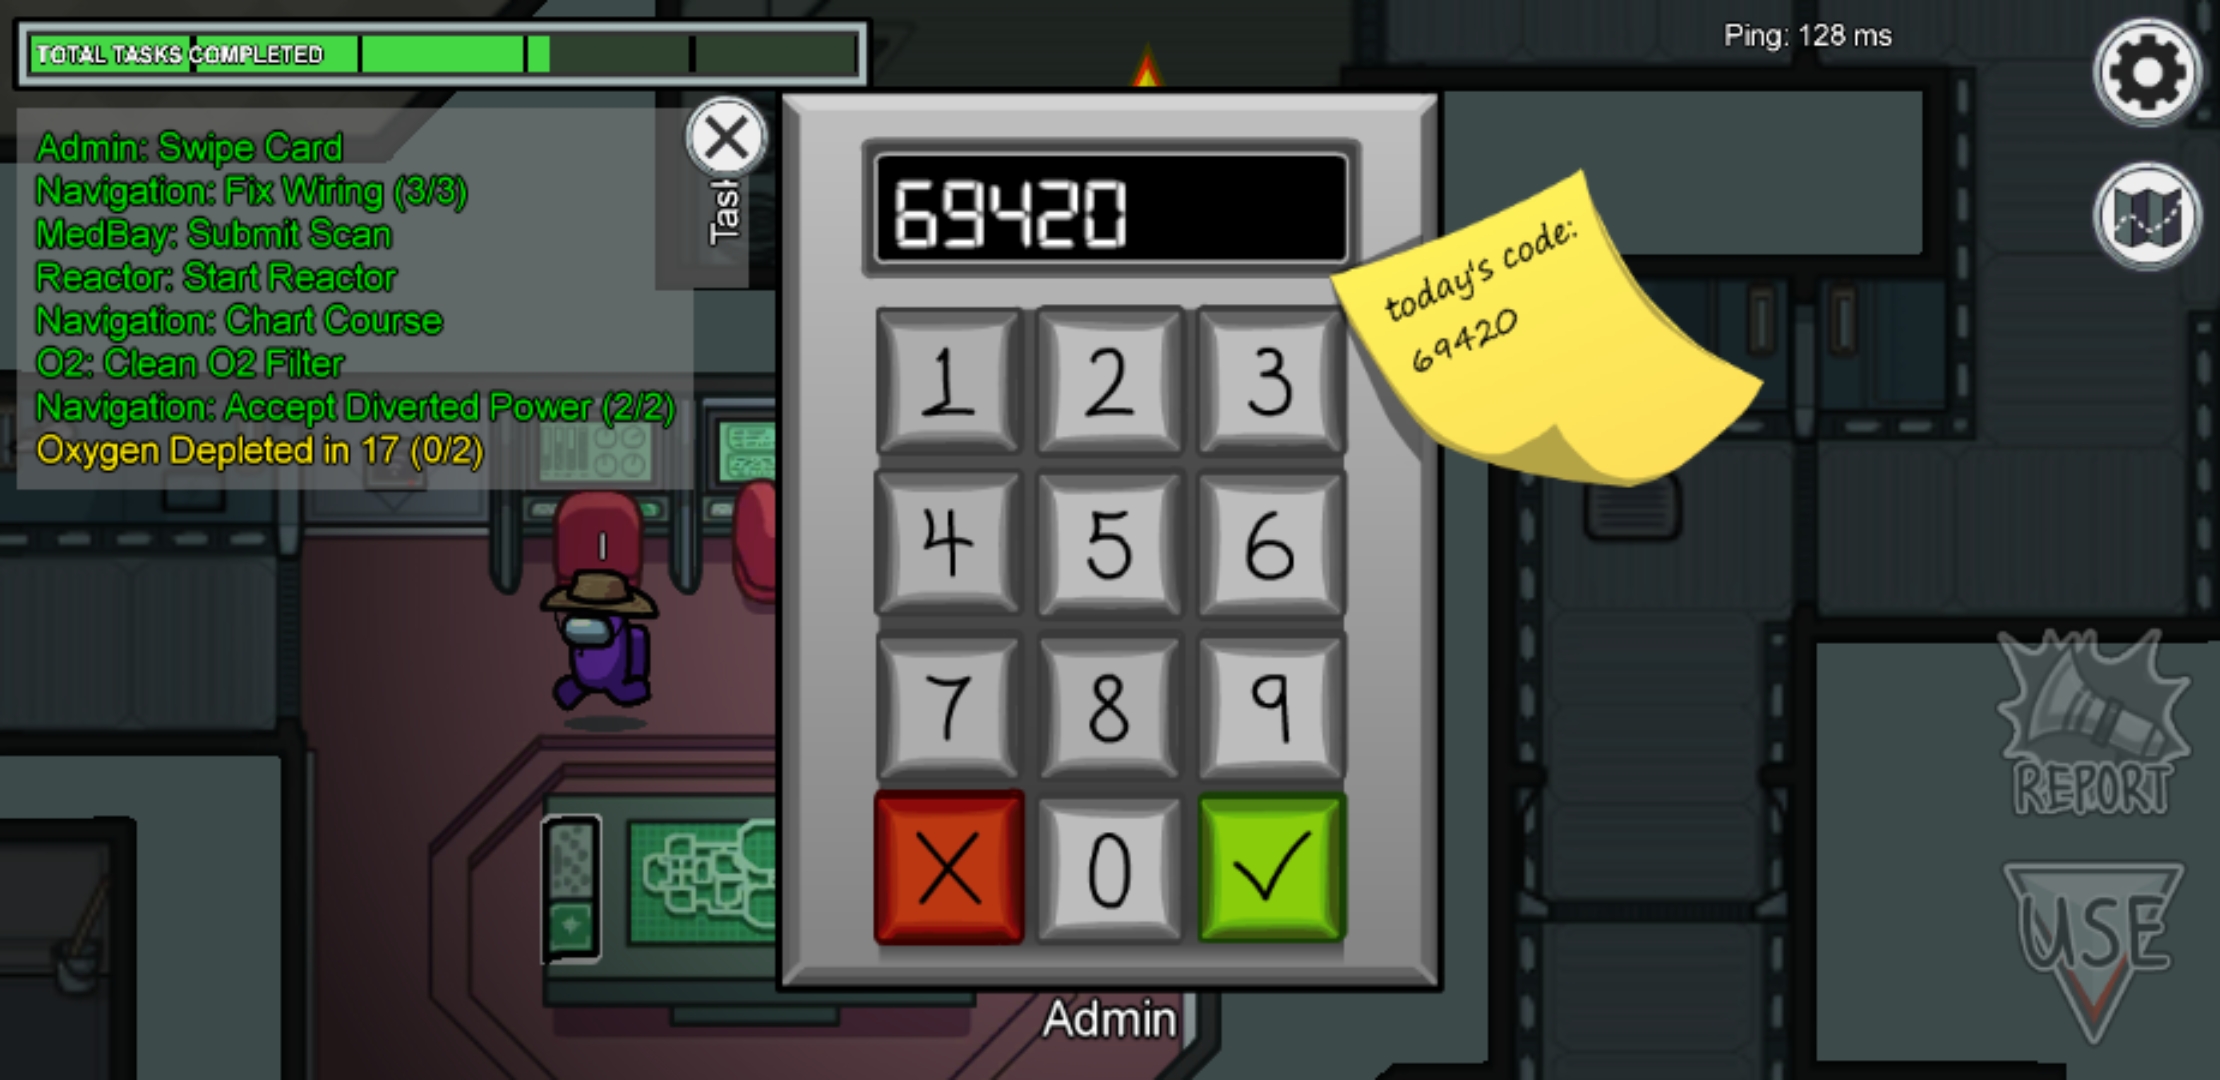 TOTAL TASKS COMPLETED
Ping: 128 ms
Admin: Swipe Card
Navigation: Fix Wiring (3/3)
MedBay: Submit Scan
Reactor: Start Reactor
Navigation: Chart Course
O2: Clean O2 Filter
Navigation: Accept Diverted Power (2/2)
Oxygen Depleted in 17 (0/2)
69420
today's code:
69420
1 2 3
4 5 6
7 8 9
0
REPORT
USE
Admin